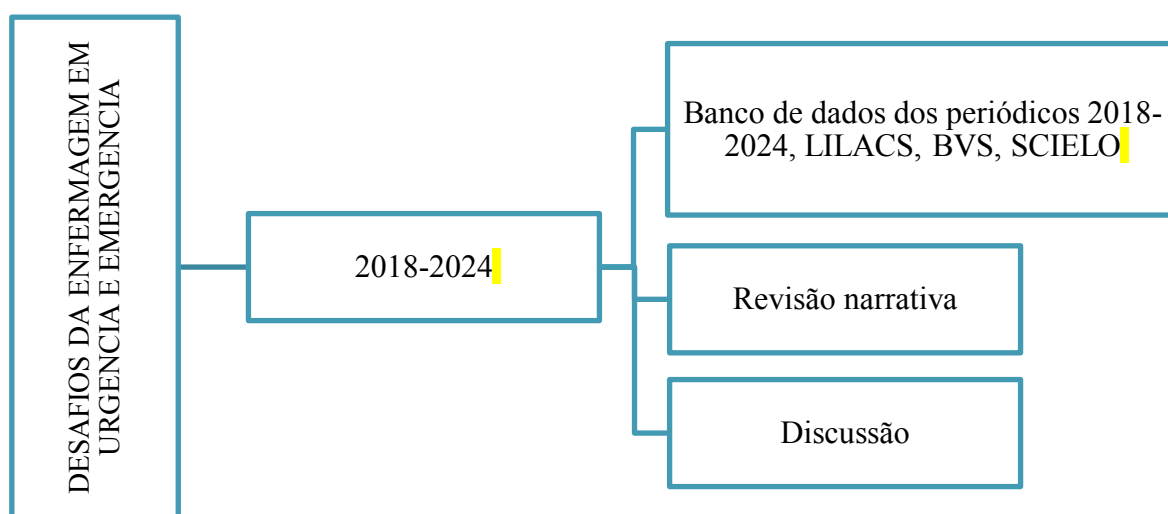 DESAFIOS DA ENFERMAGEM EM
URGENCIA E EMERGENCIA
2018-2024
Banco de dados dos periódicos 2018-
2024, LILACS, BVS, SCIELO
Revisão narrativa
Discussão